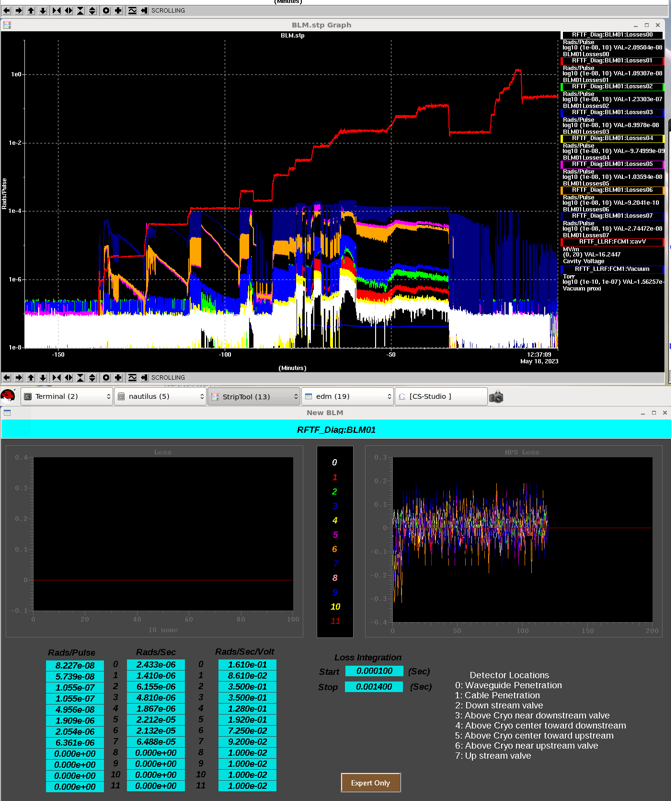 (Minutes)
SCROLLING
BLM.stp Graph
BLM.stp
Rads/Pulse
1e0
1e-2
1e-4
1e-6
1e-8
-150
-100
-50
12:37:09
May 18, 2023
(Minutes)
RFTF_Diag:BLM01:Losses00
Rads/Pulse
log10 (1e-08, 10) VAL=2.09504e-08
BLM01Losses00
RFTF_Diag:BLM01:Losses01
Rads/Pulse
log10 (1e-08, 10) VAL=1.09307e-08
BLM01Losses01
RFTF_Diag:BLM01:Losses02
Rads/Pulse
log10 (1e-08, 10) VAL=1.23303e-07
BLM01Losses02
RFTF_Diag:BLM01:Losses03
Rads/Pulse
log10 (1e-08, 10) VAL=8.9978e-08
BLM01Losses03
RFTF_Diag:BLM01:Losses04
Rads/Pulse
log10 (1e-08, 10) VAL=-9.74999e-09
BLM01Losses04
RFTF_Diag:BLM01:Losses05
Rads/Pulse
log10 (1e-08, 10) VAL=1.03594e-08
BLM01Losses05
RFTF_Diag:BLM01:Losses06
Rads/Pulse
log10 (1e-08, 10) VAL=9.2041e-10
BLM01Losses06
RFTF_Diag:BLM01:Losses07
Rads/Pulse
log10 (1e-08, 10) VAL=2.74472e-08
BLM01Losses07
RFTF_LLRF:FCM1:cavV
MV/m
(0, 20) VAL=16.2447
Cavity Voltage
RFTF_LLRF:FCM1:Vacuum
Torr
log10 (1e-10, 1e-07) VAL=1.56257e-
Vacuum proxi
SCROLLING
Terminal (2)
nautilus (5)
StripTool (13)
edm (19)
[CS-Studio ]
New BLM
RFTF_Diag:BLM01
Loss
0.4
0.3
0.2
0.1
0
-0.1
0
20
40
60
80
100
10 usec
0
1
2
3
4
5
6
7
8
9
10
11
MPS Loss
0.4
0.3
0.2
0.1
0
-0.1
-0.2
-0.3
-0.4
0
50
100
150
200
Rads/Pulse Rads/Sec Rads/Sec/Volt
8.227e-08 0 2.433e-06 0 1.610e-01
5.739e-08 1 1.410e-06 1 8.610e-02
1.055e-07 2 6.155e-06 2 3.500e-01
1.055e-07 3 4.810e-06 3 3.500e-01
4.956e-08 4 1.867e-06 4 1.280e-01
1.909e-06 5 2.212e-05 5 1.920e-01
2.054e-06 6 2.132e-05 6 7.250e-02
6.361e-06 7 6.488e-05 7 9.200e-02
0.000e+00 8 0.000e+00 8 1.000e-02
0.000e+00 9 0.000e+00 9 1.000e-02
0.000e+00 10 0.000e+00 10 1.000e-02
0.000e+00 11 0.000e+00 11 1.000e-02
Loss Integration
Start 0.000100 (Sec)
Stop 0.001400 (Sec)
Expert Only
Detector Locations
0: Waveguide Penetration
1: Cable Penetration
2: Down stream valve
3: Above Cryo near downstream valve
4: Above Cryo center toward downstream
5: Above Cryo center toward upstream
6: Above Cryo near upstream valve
7: Up stream valve